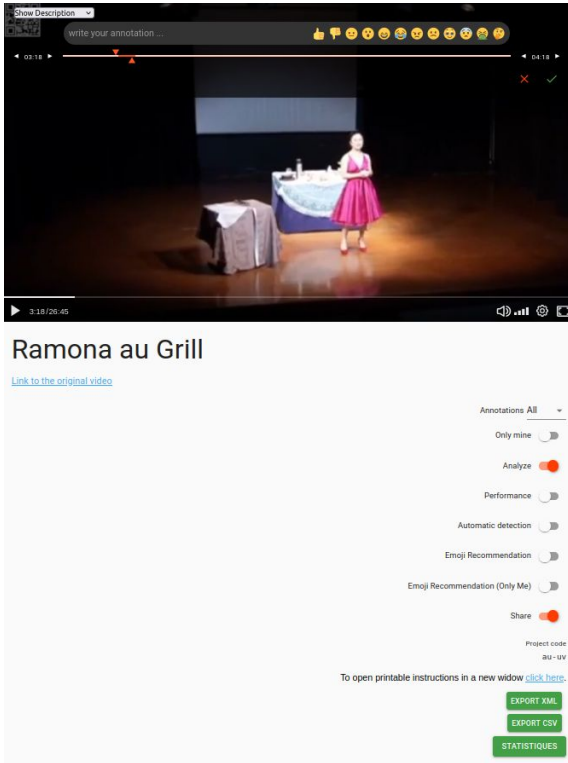 Show Description
write your annotation ...
03:18
04:18
3:18/26:45
Ramona au Grill
Link to the original video
Annotations All
Only mine
Analyze
Performance
Automatic detection
Emoji Recommendation
Emoji Recommendation (Only Me)
Share
Project code
au-uv
To open printable instructions in a new widow click here.
EXPORT XML
EXPORT CSV
STATISTIQUES